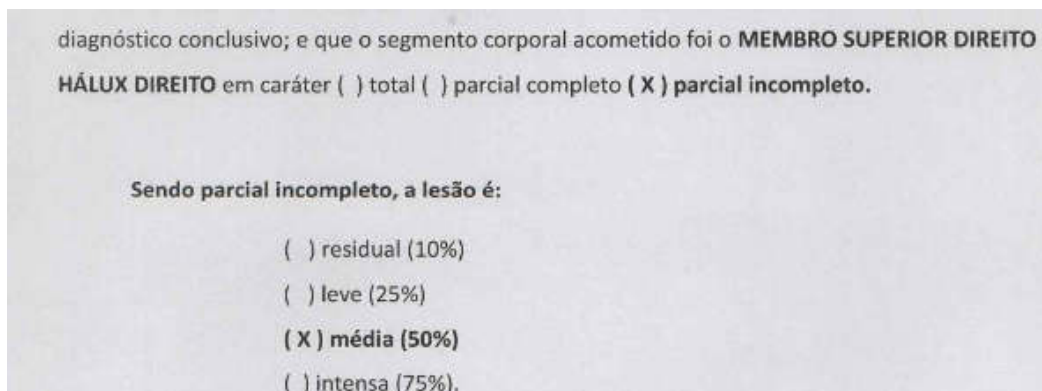 diagnóstico conclusivo; e que o segmento corporal acometido foi o MEMBRO SUPERIOR DIREITO
HÁLUX DIREITO em caráter ( ) total ( ) parcial completo ( X ) parcial incompleto.
Sendo parcial incompleto, a lesão é:
( ) residual (10%)
( ) leve (25%)
( X ) média (50%)
( ) intensa (75%).